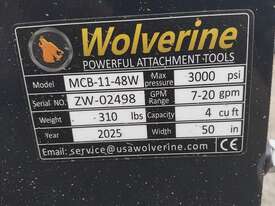 Wolverine
POWERFUL ATTACHMENT TOOLS
Model MCB-11-48W Max pressure 3000 psi
Serial NO. ZW-02498 GPM Range 7-20 gpm
Weight 310 lbs Capacity 4 cu ft
Year 2025 Width 50 in
Email: service@usawolverine.com CE